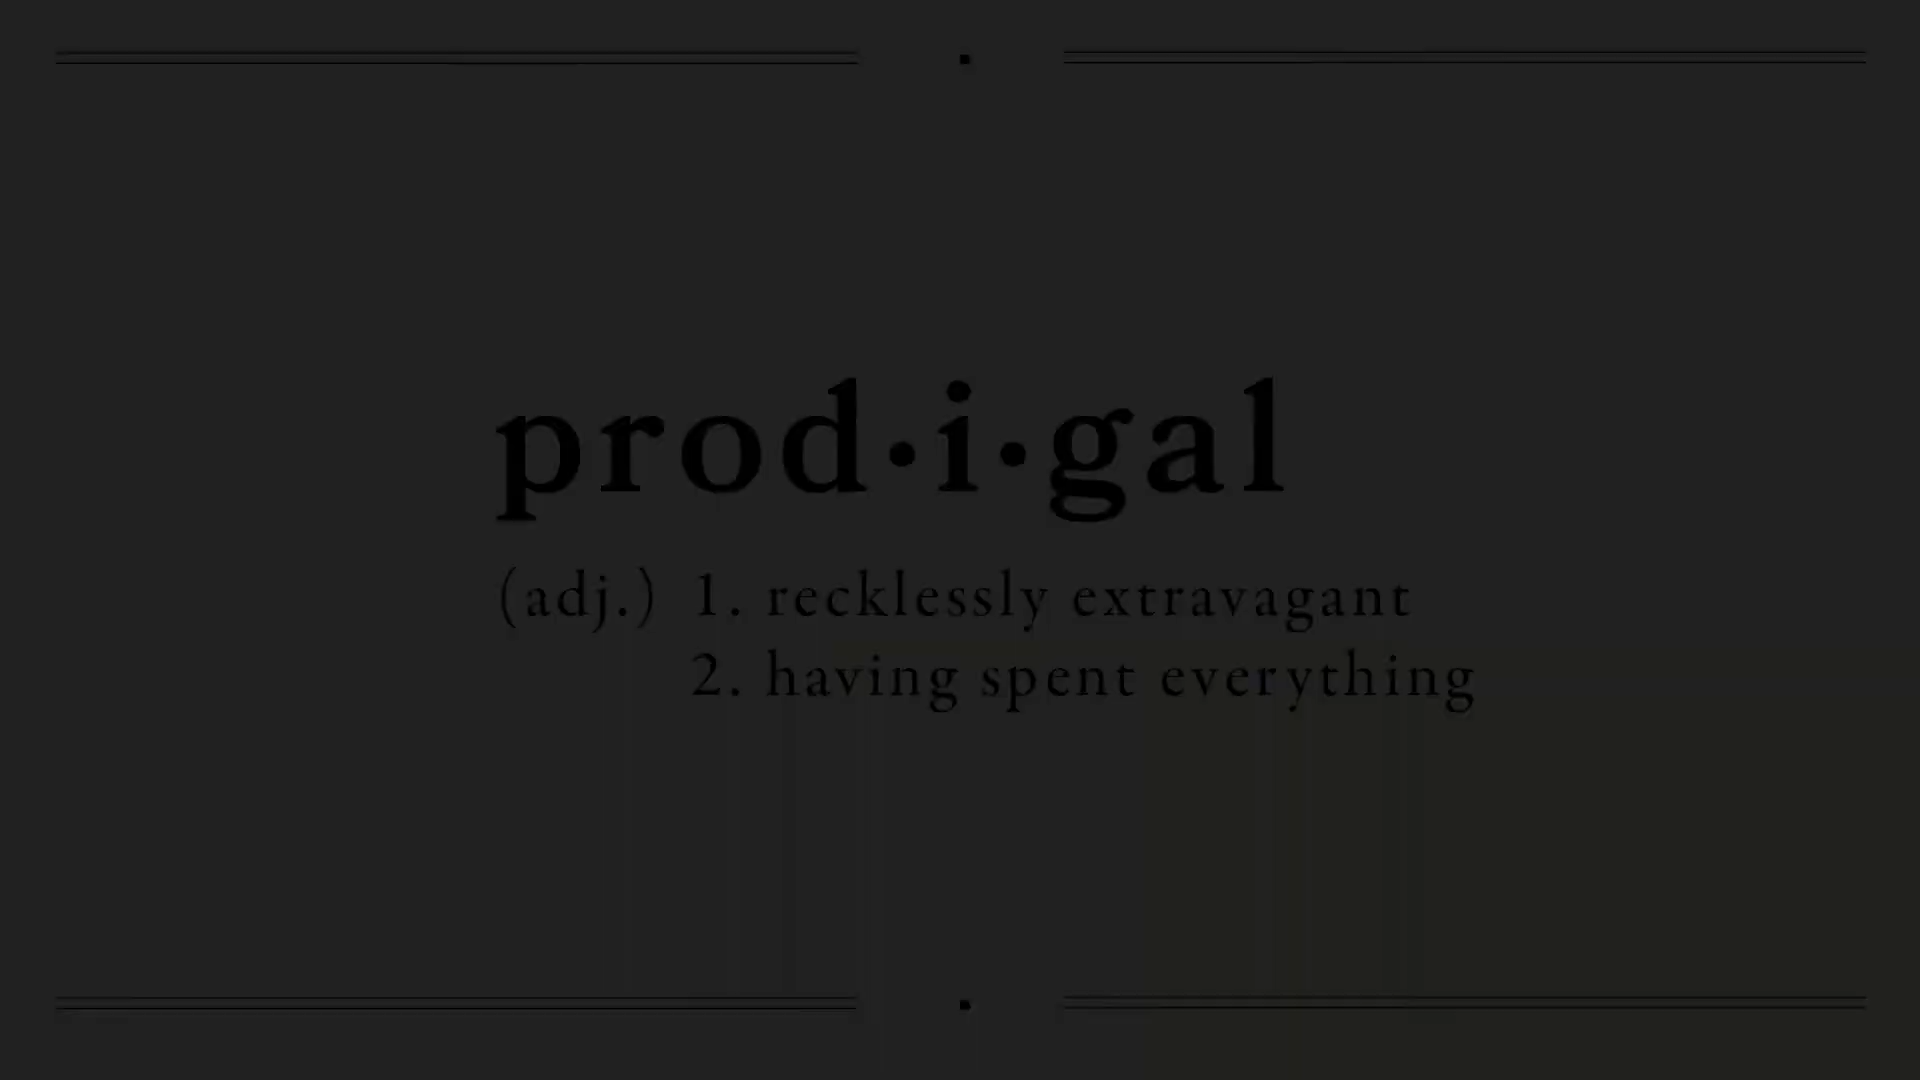 prod•i•gal
(adj.) 1. recklessly extravagant
2. having spent everything